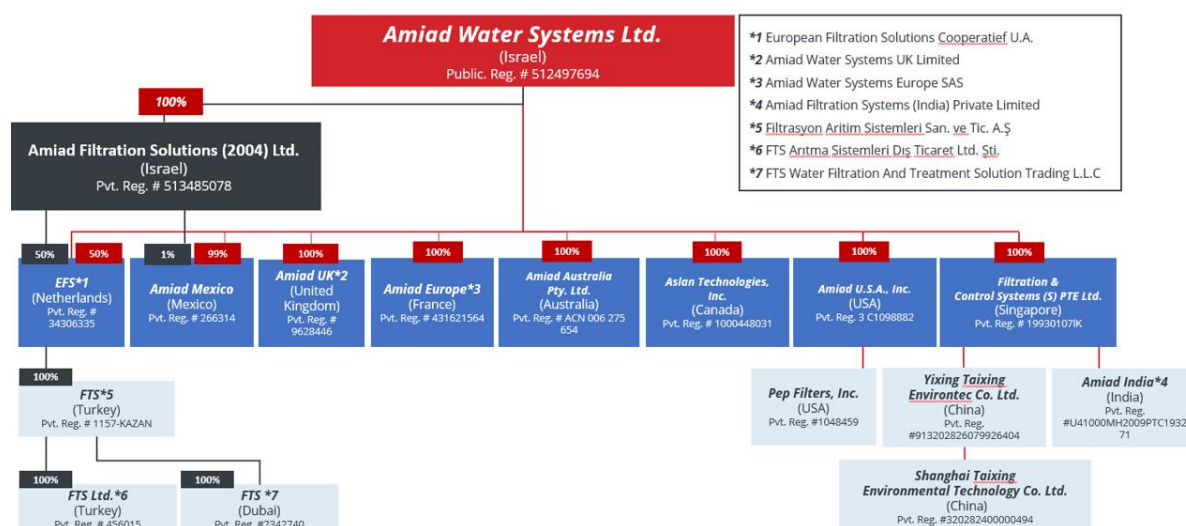 Amiad Water Systems Ltd.
(Israel)
Public. Reg. # 512497694
*1 European Filtration Solutions Cooperatief U.A.
*2 Amiad Water Systems UK Limited
*3 Amiad Water Systems Europe SAS
*4 Amiad Filtration Systems (India) Private Limited
*5 Filtrasyon Aritim Sistemleri San. ve Tic. A.Ş
*6 FTS Arıtma Sistemleri Dış Ticaret Ltd. Şti.
*7 FTS Water Filtration And Treatment Solution Trading L.L.C
100%
Amiad Filtration Solutions (2004) Ltd.
(Israel)
Pvt. Reg. # 513485078
50%
50%
EFS*1
(Netherlands)
Pvt. Reg. #
34306335
1%
99%
Amiad Mexico
(Mexico)
Pvt. Reg. # 266314
100%
Amiad UK*2
(United
Kingdom)
Pvt. Reg. #
9628446
100%
Amiad Europe*3
(France)
Pvt. Reg. # 431621564
100%
Amiad Australia
Pty. Ltd.
(Australia)
Pvt. Reg. # ACN 006 275
654
100%
Aslan Technologies,
Inc.
(Canada)
Pvt. Reg. # 1000448031
100%
Amiad U.S.A., Inc.
(USA)
Pvt. Reg. 3 C1098882
100%
Filtration &
Control Systems (S) PTE Ltd.
(Singapore)
Pvt. Reg. # 19930107lK
100%
FTS*5
(Turkey)
Pvt. Reg. # 1157-KAZAN
Pep Filters, Inc.
(USA)
Pvt. Reg. #1048459
Yixing Taixing
Environtec Co. Ltd.
(China)
Pvt. Reg.
#913202826079926404
Amiad India*4
(India)
Pvt. Reg.
#U41000MH2009PTC1932
71
100%
FTS Ltd.*6
(Turkey)
Pvt. Reg. # 456015
100%
FTS *7
(Dubai)
Pvt. Reg. #2342740
Shanghai Taixing
Environmental Technology Co. Ltd.
(China)
Pvt. Reg. #320282400000494